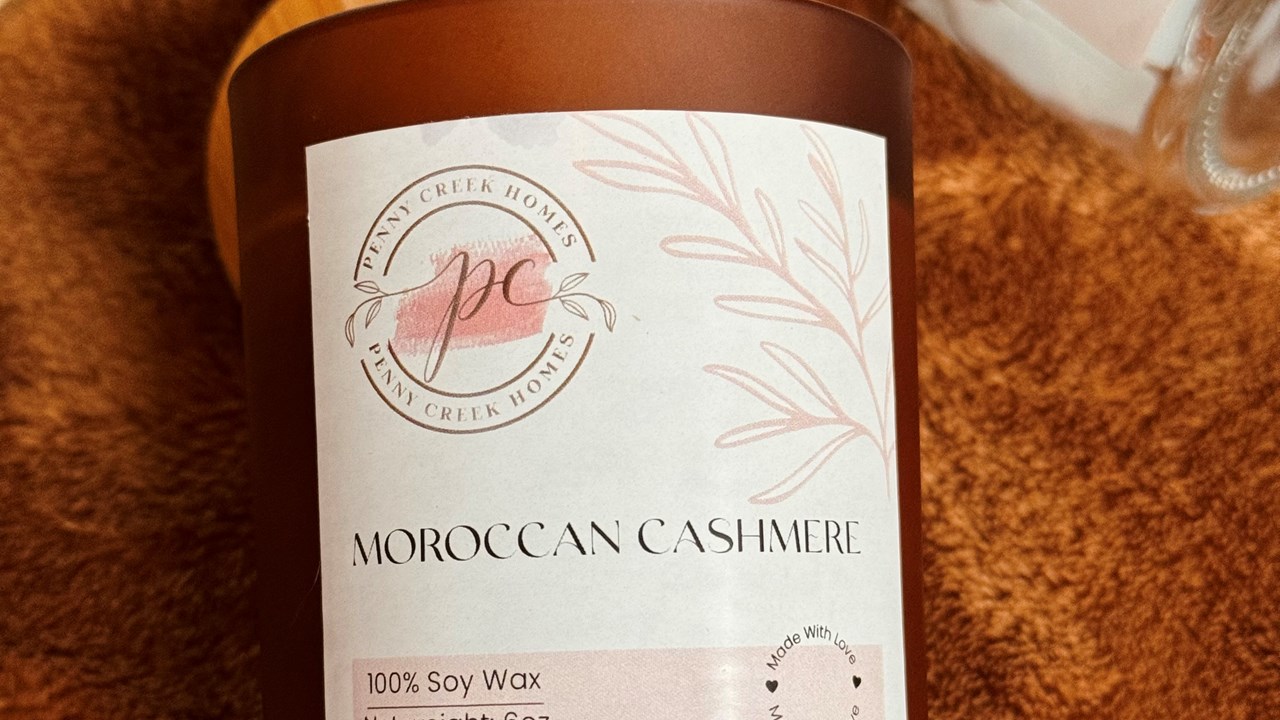 PENNY CREEK HOMES
pc
PENNY CREEK HOMES
MOROCCAN CASHMERE
100% Soy Wax
Made With Love